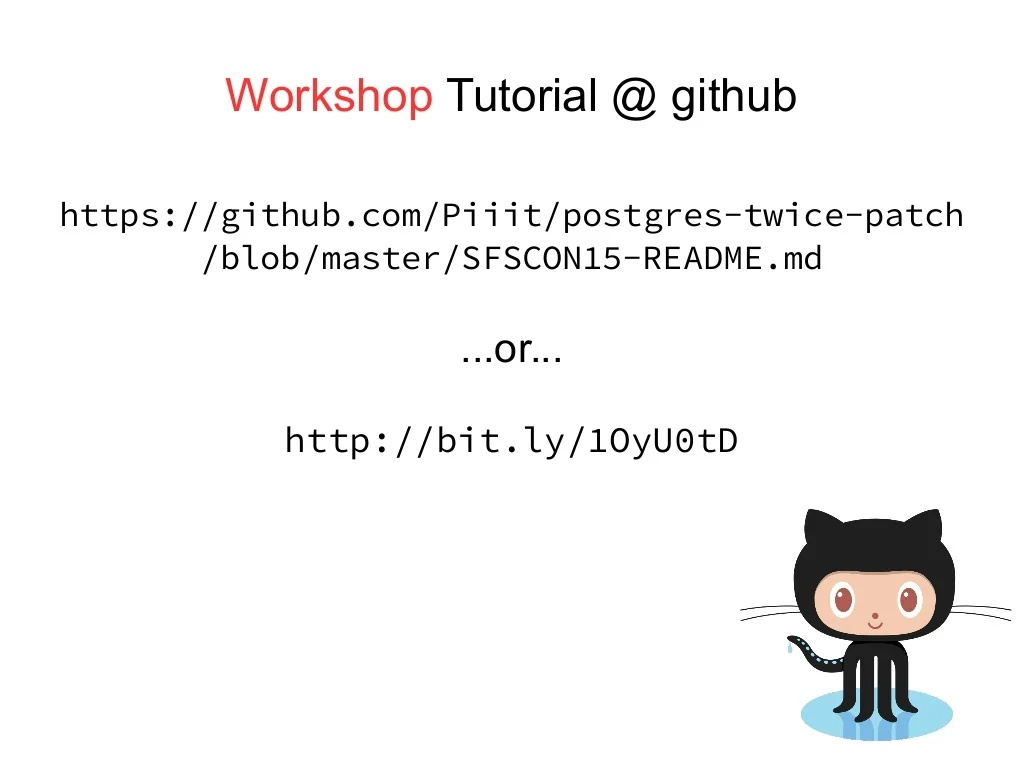 Workshop Tutorial @ github
https://github.com/Piiit/postgres-twice-patch
/blob/master/SFSCON15-README.md
...or...
http://bit.ly/1OyU0tD